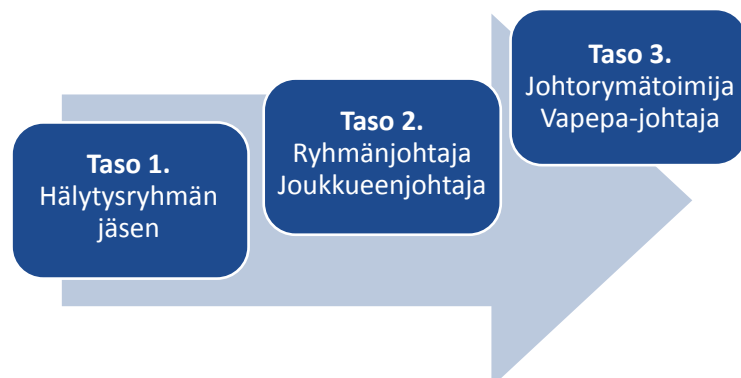 Taso 1.
Hälytysryhmän
jäsen
Taso 2.
Ryhmänjohtaja
Joukkueenjohtaja
Taso 3.
Johtorymätoimija
Vapepa-johtaja